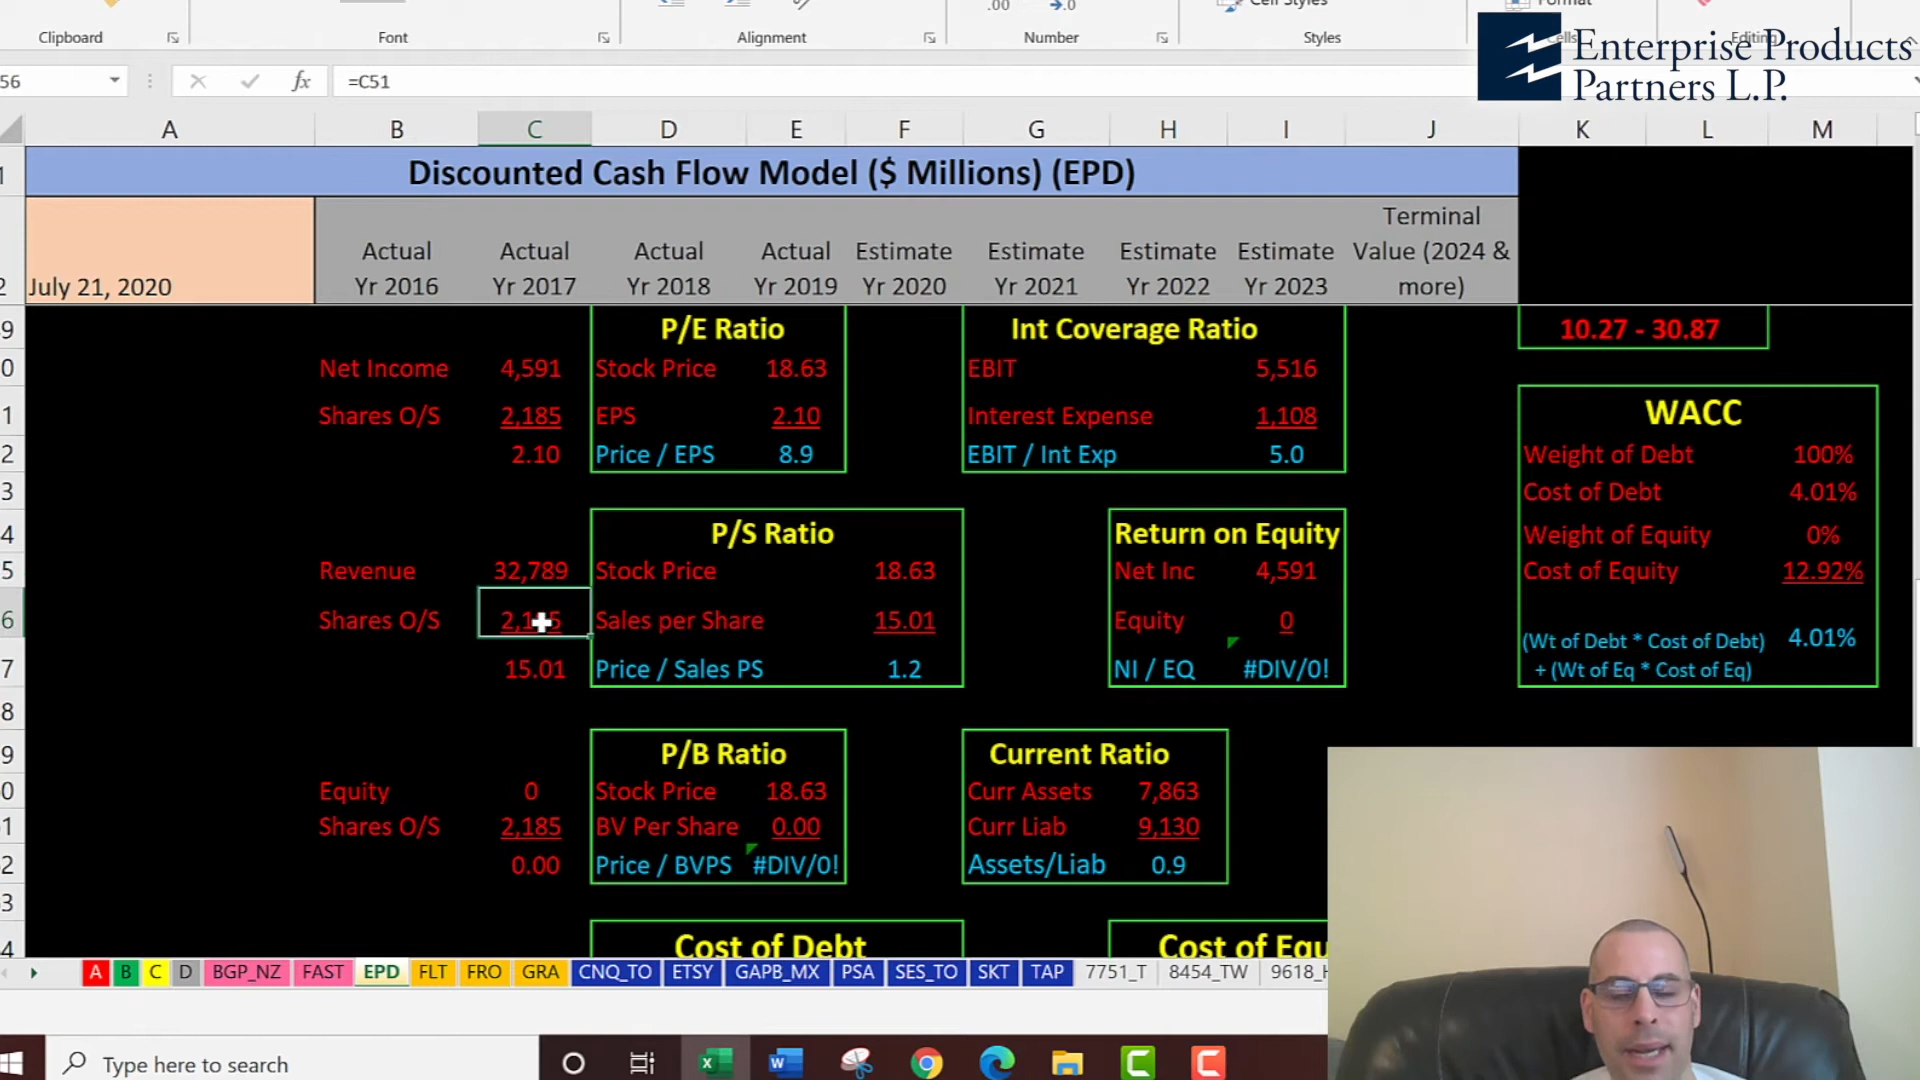 Clipboard Font Alignment Number Styles Editing
Enterprise Products
Partners L.P.
56 fx =C51
A B C D E F G H I J K L M
Discounted Cash Flow Model ($ Millions) (EPD)
July 21, 2020
Actual Yr 2016
Actual Yr 2017
Actual Yr 2018
Actual Yr 2019
Estimate Yr 2020
Estimate Yr 2021
Estimate Yr 2022
Estimate Yr 2023
Terminal Value (2024 & more)
P/E Ratio
Int Coverage Ratio
10.27 - 30.87
Net Income 4,591 Stock Price 18.63 EBIT 5,516
Shares O/S 2,185 EPS 2.10 Interest Expense 1,108
2.10 Price / EPS 8.9 EBIT / Int Exp 5.0
WACC
Weight of Debt 100%
Cost of Debt 4.01%
Weight of Equity 0%
Cost of Equity 12.92%
(Wt of Debt * Cost of Debt) 4.01%
+ (Wt of Eq * Cost of Eq)
P/S Ratio
Return on Equity
Revenue 32,789 Stock Price 18.63 Net Inc 4,591
Shares O/S Sales per Share 15.01 Equity 0
15.01 Price / Sales PS 1.2 NI / EQ #DIV/0!
P/B Ratio
Current Ratio
Equity 0 Stock Price 18.63 Curr Assets 7,863
Shares O/S 2,185 BV Per Share 0.00 Curr Liab 9,130
0.00 Price / BVPS #DIV/0! Assets/Liab 0.9
Cost of Debt
Cost of Equ
A B C D BGP_NZ FAST EPD FLT FRO GRA CNQ_TO ETSY GAPB_MX PSA SES_TO SKT TAP 7751_T 8454_TW 9618_H
Type here to search